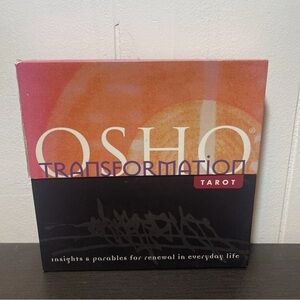 OSHO®
TRANSFORMATION
TAROT
insights & parables for renewal in everyday life